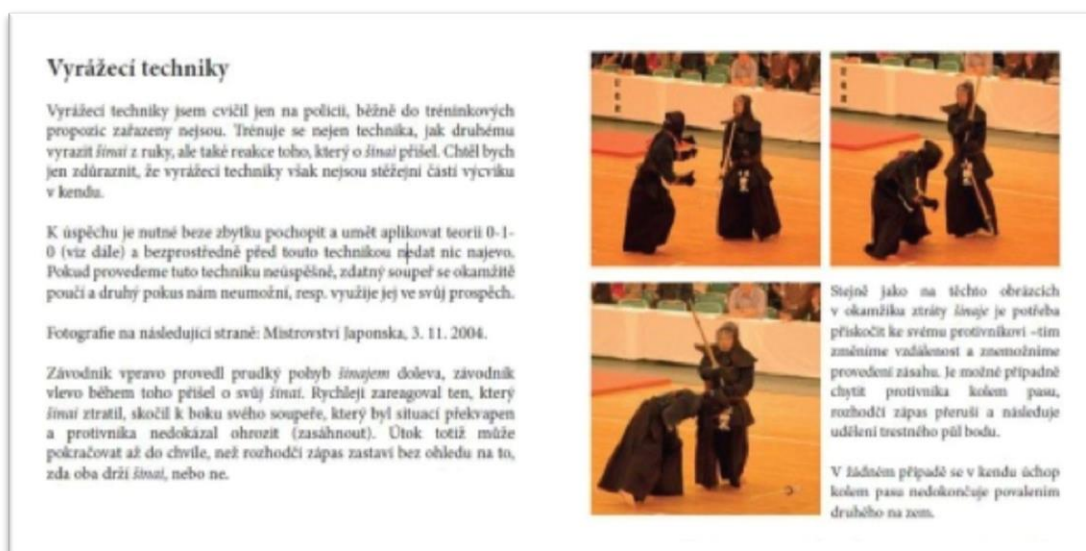 Vyrážecí techniky
Vyrážecí techniky jsem cvičil jen na policii, běžně do tréninkových
propozic zařazeny nejsou. Trénuje se nejen technika, jak druhému
vyrazit šinai z ruky, ale také reakce toho, který o šinai přišel. Chtěl bych
jen zdůraznit, že vyrážecí techniky však nejsou stěžejní částí výcviku
v kendu.
K úspěchu je nutné beze zbytku pochopit a umět aplikovat teorii 0-1-
0 (viz dále) a bezprostředně před touto technikou nedat nic najevo.
Pokud provedeme tuto techniku neúspěšně, zdatný soupeř se okamžitě
poučí a druhý pokus nám neumožní, resp. využije jej ve svůj prospěch.
Fotografie na následující straně: Mistrovství Japonska, 3. 11. 2004.
Závodník vpravo provedl prudký pohyb šinajem doleva, závodník
vlevo během toho přišel o svůj šinai. Rychleji zareagoval ten, který
šinai ztratil, skočil k boku svého soupeře, který byl situací překvapen
a protivníka nedokázal ohrozit (zasáhnout). Útok totiž může
pokračovat až do chvíle, než rozhodčí zápas zastaví bez ohledu na to,
zda oba drží šinai, nebo ne.
Stejně jako na těchto obrázcích
v okamžiku ztráty šinaje je potřeba
přiskočit ke svému protivníkovi –tím
změníme vzdálenost a znemožníme
provedení zásahu. Je možné případně
chytit protivníka kolem pasu,
rozhodčí zápas přeruší a následuje
udělení trestného půl bodu.
V žádném případě se v kendu úchop
kolem pasu nedokončuje povalením
druhého na zem.